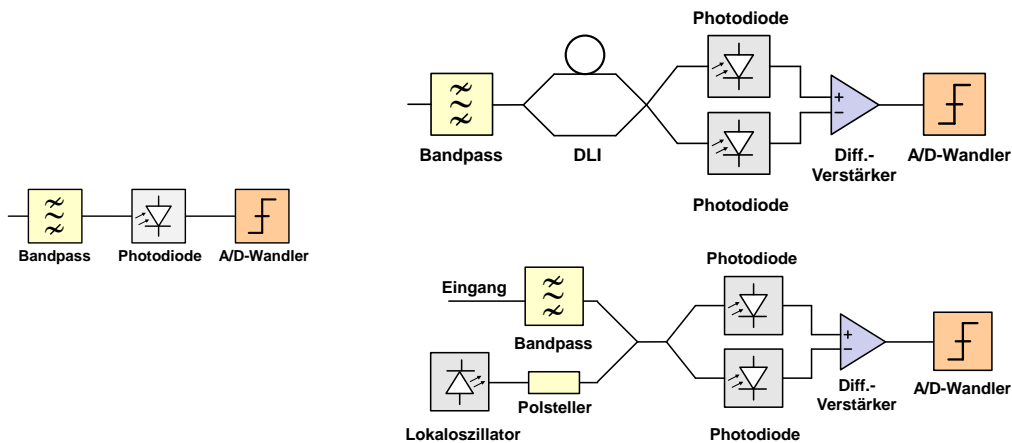 Photodiode
Bandpass
DLI
+
−
Diff.-
Verstärker
A/D-Wandler
Photodiode
Bandpass
Photodiode
A/D-Wandler
Photodiode
Eingang
Bandpass
+
−
Diff.-
Verstärker
A/D-Wandler
Polsteller
Lokaloszillator
Photodiode